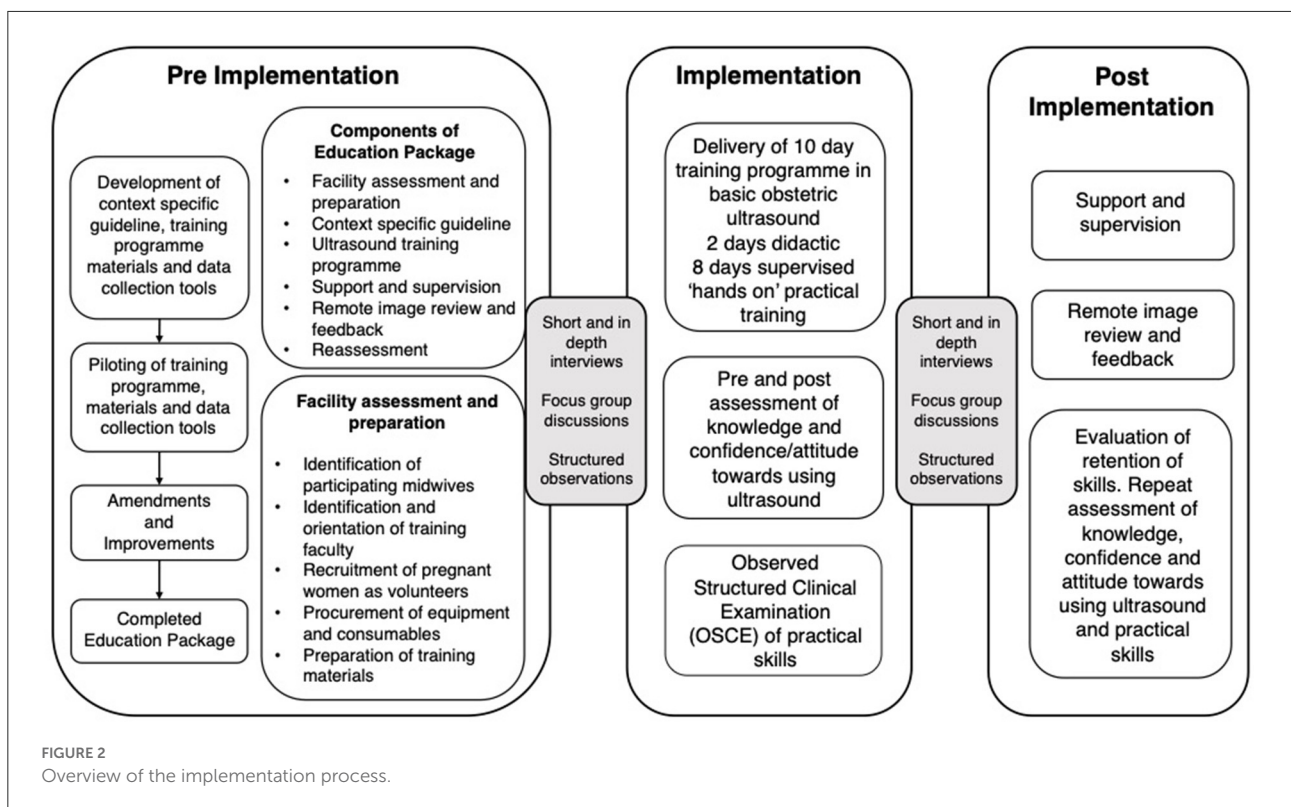 Pre Implementation
Development of
context specific
guideline, training
programme
materials and data
collection tools
Piloting of training
programme,
materials and data
collection tools
Amendments
and
Improvements
Completed
Education Package
Components of
Education Package
• Facility assessment and
preparation
• Context specific guideline
• Ultrasound training
programme
• Support and supervision
• Remote image review and
feedback
• Reassessment
Facility assessment and
preparation
• Identification of
participating midwives
• Identification and
orientation of training
faculty
• Recruitment of pregnant
women as volunteers
• Procurement of equipment
and consumables
• Preparation of training
materials
Short and in
depth
interviews
Focus group
discussions
Structured
observations
Implementation
Delivery of 10 day
training programme in
basic obstetric
ultrasound
2 days didactic
8 days supervised
‘hands on’ practical
training
Pre and post
assessment of
knowledge and
confidence/attitude
towards using
ultrasound
Observed
Structured Clinical
Examination
(OSCE) of practical
skills
Short and in
depth
interviews
Focus group
discussions
Structured
observations
Post
Implementation
Support and
supervision
Remote image
review and
feedback
Evaluation of
retention of
skills. Repeat
assessment of
knowledge,
confidence and
attitude towards
using ultrasound
and practical
skills
FIGURE 2
Overview of the implementation process.